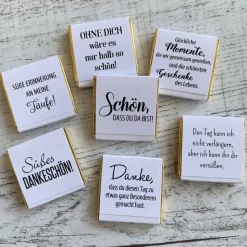 OHNE DICH
wäre es
nur halb so
schön!
Glückliche
Momente,
die wir gemeinsam genießen,
sind die schönsten
Geschenke
des Lebens.
SÜßE ERINNERUNG
AN MEINE
Taufe!
Schön,
DASS DU DA BIST!
Den Tag kann ich
nicht verlängern,
aber ich kann ihn dir
versüßen.
Süßes
DANKESCHÖN!
Danke,
dass du diesen Tag zu
etwas ganz Besonderem
gemacht hast.